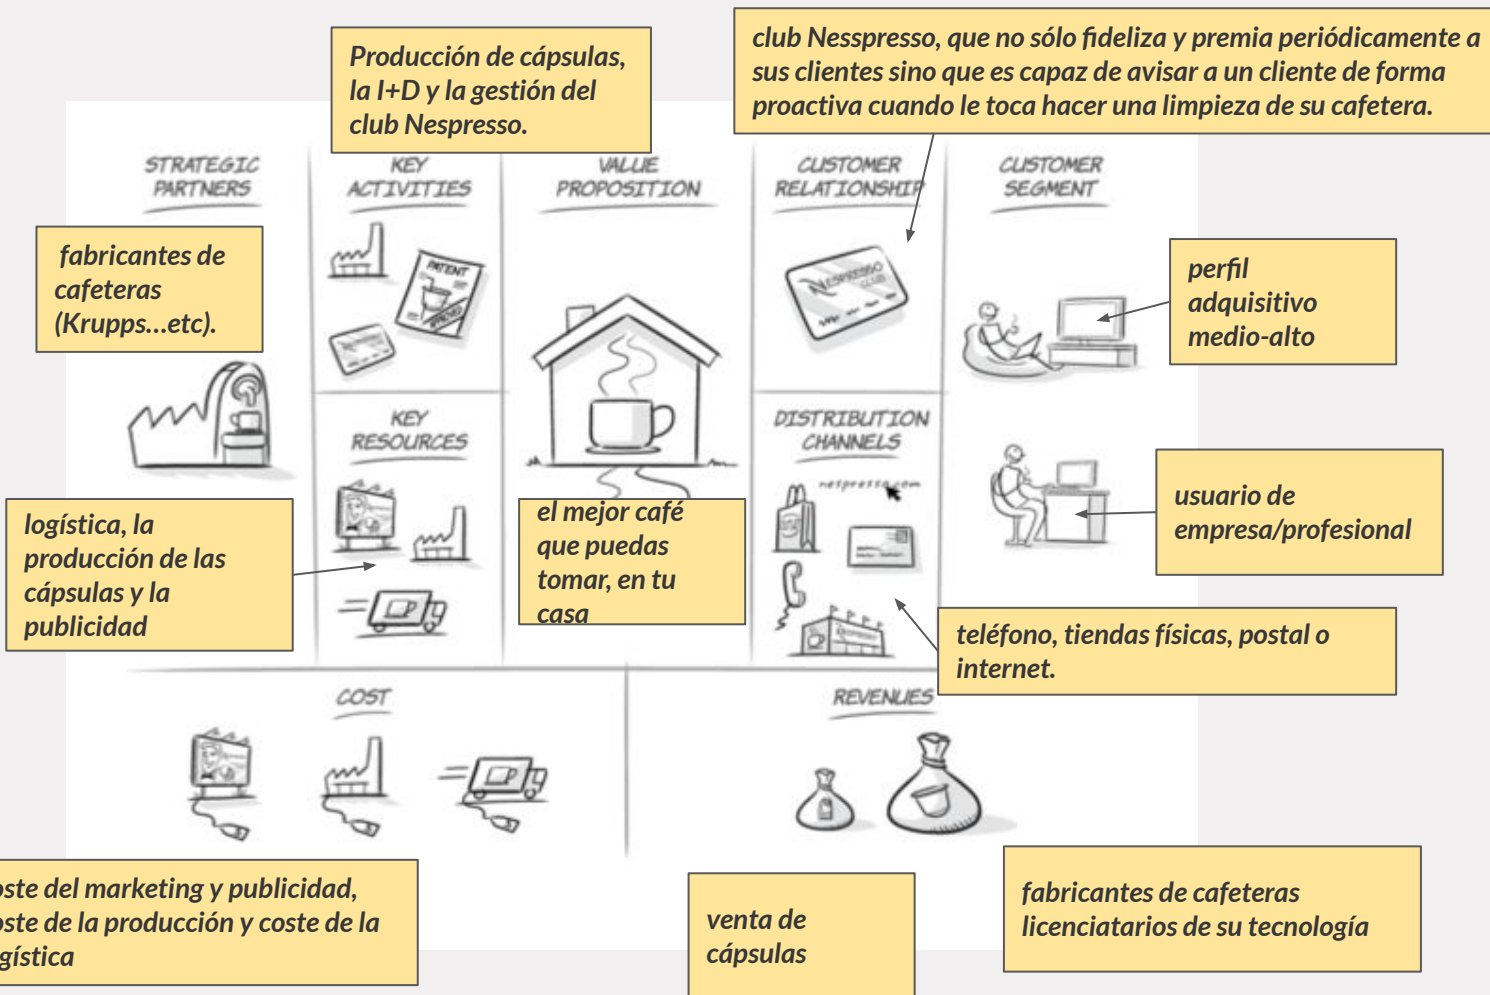 Producción de cápsulas,
la I+D y la gestión del
club Nespresso.
club Nesspresso, que no sólo fideliza y premia periódicamente a
sus clientes sino que es capaz de avisar a un cliente de forma
proactiva cuando le toca hacer una limpieza de su cafetera.
STRATEGIC
PARTNERS
KEY
ACTIVITIES
VALUE
PROPOSITION
CUSTOMER
RELATIONSHIP
CUSTOMER
SEGMENT
fabricantes de
cafeteras
(Krupps...etc).
PATENT
NESPRESSO
CLUB
perfil
adquisitivo
medio-alto
KEY
RESOURCES
DISTRIBUTION
CHANNELS
nespresso.com
logística, la
producción de las
cápsulas y la
publicidad
el mejor café
que puedas
tomar, en tu
casa
usuario de
empresa/profesional
teléfono, tiendas físicas, postal o
internet.
COST
REVENUES
oste del marketing y publicidad,
oste de la producción y coste de la
gística
venta de
cápsulas
fabricantes de cafeteras
licenciatarios de su tecnología